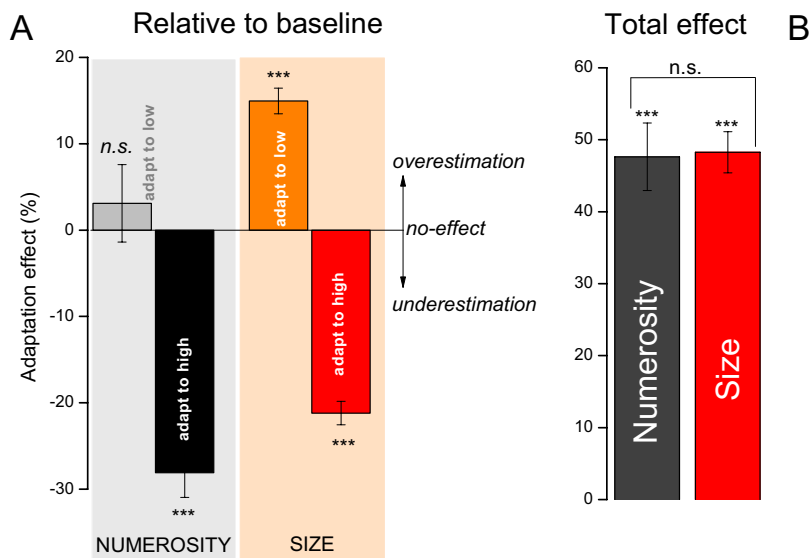 A
Relative to baseline
Adaptation effect (%)
20
10
0
-10
-20
-30
n.s.
adapt to low
adapt to high
***
NUMEROSITY
***
adapt to low
adapt to high
***
SIZE
overestimation
no-effect
underestimation
Total effect
B
60
50
40
30
20
10
0
n.s.
***
***
Numerosity
Size